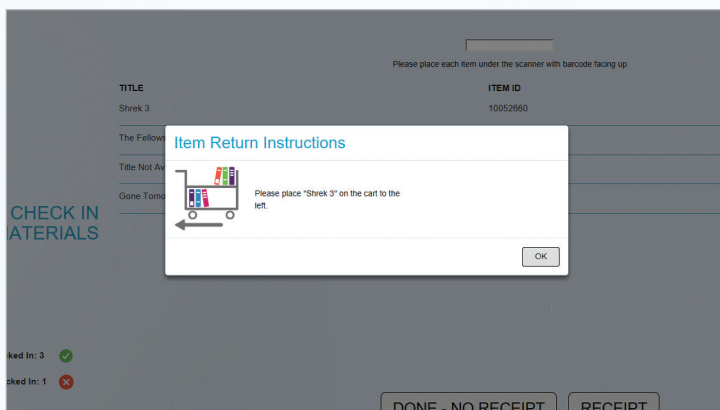 Please place each item under the scanner with barcode facing up
TITLE ITEM ID
Shrek 3 10052660
The Fellows
Item Return Instructions
Title Not Av
Please place "Shrek 3" on the cart to the
left.
Gone Tomo
CHECK IN
ATERIALS
OK
ked In: 3
cked In: 1
DONE - NO RECEIPT RECEIPT